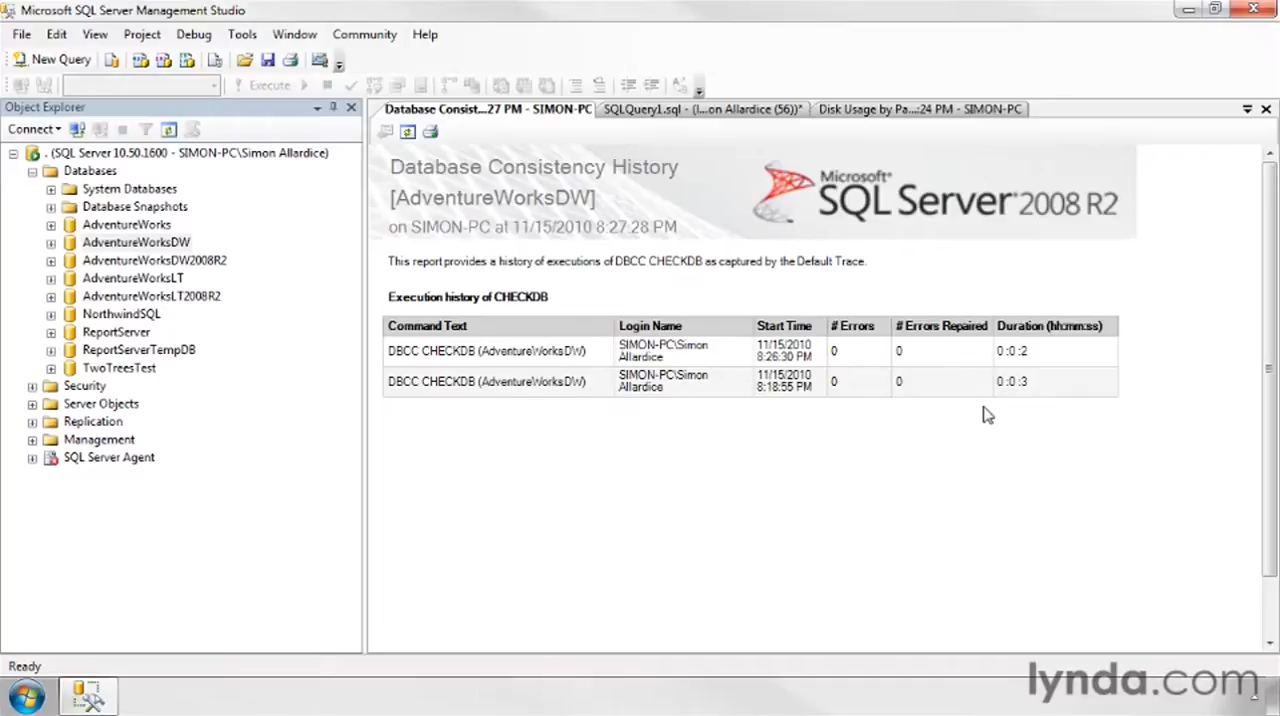 Microsoft SQL Server Management Studio
File Edit View Project Debug Tools Window Community Help
New Query
Execute
Object Explorer
Connect
. (SQL Server 10.50.1600 - SIMON-PC\Simon Allardice)
Databases
System Databases
Database Snapshots
AdventureWorks
AdventureWorksDW
AdventureWorksDW2008R2
AdventureWorksLT
AdventureWorksLT2008R2
NorthwindSQL
ReportServer
ReportServerTempDB
TwoTreesTest
Security
Server Objects
Replication
Management
SQL Server Agent
Database Consist...27 PM - SIMON-PC SQLQuery1.sql - (l...on Allardice (56))* Disk Usage by Pa...:24 PM - SIMON-PC
Database Consistency History
[AdventureWorksDW]
on SIMON-PC at 11/15/2010 8:27:28 PM
Microsoft®
SQL Server® 2008 R2
This report provides a history of executions of DBCC CHECKDB as captured by the Default Trace.
Execution history of CHECKDB
Command Text Login Name Start Time # Errors # Errors Repaired Duration (hh:mm:ss)
DBCC CHECKDB (AdventureWorksDW) SIMON-PC\Simon Allardice 11/15/2010 8:26:30 PM 0 0 0 :0 :2
DBCC CHECKDB (AdventureWorksDW) SIMON-PC\Simon Allardice 11/15/2010 8:18:55 PM 0 0 0 :0 :3
Ready
lynda.com